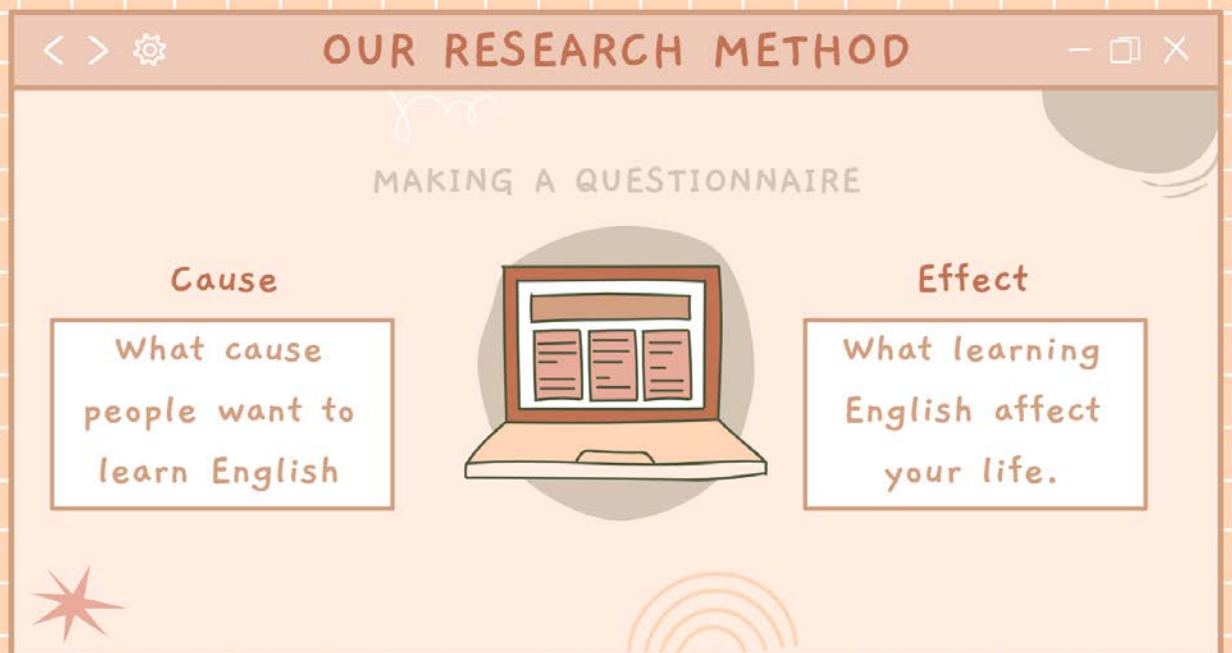 OUR RESEARCH METHOD
MAKING A QUESTIONNAIRE
Cause
What cause
people want to
learn English
Effect
What learning
English affect
your life.